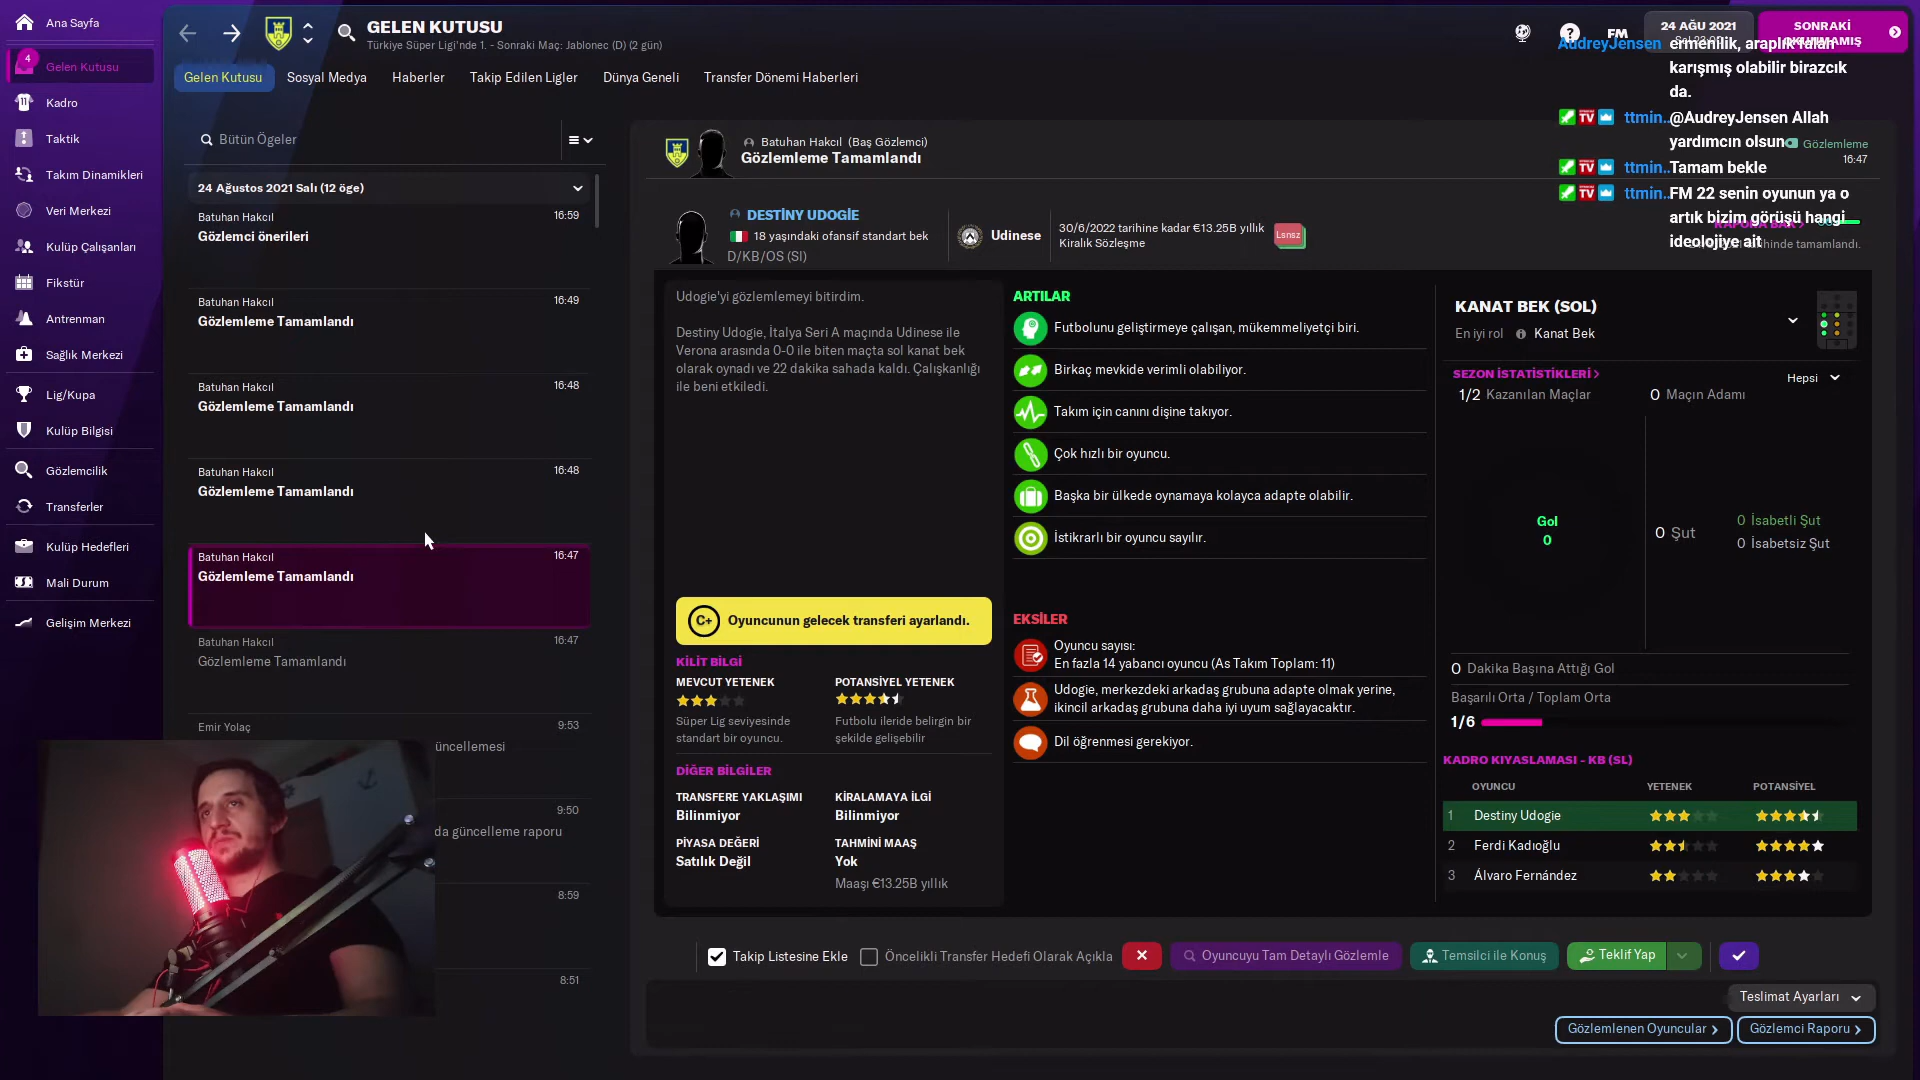 Ana Sayfa
4
Gelen Kutusu
Kadro
Taktik
Takım Dinamikleri
Veri Merkezi
Kulüp Çalışanları
Fikstür
Antrenman
Sağlık Merkezi
Lig/Kupa
Kulüp Bilgisi
Gözlemcilik
Transferler
Kulüp Hedefleri
Mali Durum
Gelişim Merkezi
GELEN KUTUSU
Türkiye Süper Ligi'nde 1. - Sonraki Maç: Jablonec (D) (2 gün)
FM
24 AĞU 2021
SONRAKİ
Gelen Kutusu
Sosyal Medya
Haberler
Takip Edilen Ligler
Dünya Geneli
Transfer Dönemi Haberleri
AudreyJensen ermenilik, araplık falan
karışmış olabilir birazcık
da.
ttmin.. @AudreyJensen Allah
yardımcın olsun
ttmin.. Tamam bekle
ttmin.. FM 22 senin oyunun ya o
artık bizim görüşü hangi
ideolojiye ait
Bütün Ögeler
24 Ağustos 2021 Salı (12 öge)
Batuhan Hakcıl 16:59
Gözlemci önerileri
Batuhan Hakcıl 16:49
Gözlemleme Tamamlandı
Batuhan Hakcıl 16:48
Gözlemleme Tamamlandı
Batuhan Hakcıl 16:48
Gözlemleme Tamamlandı
Batuhan Hakcıl 16:47
Gözlemleme Tamamlandı
Batuhan Hakcıl 16:47
Gözlemleme Tamamlandı
Emir Yolaç 9:53
üncellemesi
9:50
da güncelleme raporu
8:59
8:51
Batuhan Hakcıl (Baş Gözlemci)
Gözlemleme Tamamlandı
Gözlemleme
16:47
DESTİNY UDOGİE
18 yaşındaki ofansif standart bek
D/KB/OS (Sl)
Udinese
30/6/2022 tarihine kadar €13.25B yıllık
Kiralık Sözleşme
Lsnsz
tamamlandı.
Udogie'yi gözlemlemeyi bitirdim.
Destiny Udogie, İtalya Seri A maçında Udinese ile
Verona arasında 0-0 ile biten maçta sol kanat bek
olarak oynadı ve 22 dakika sahada kaldı. Çalışkanlığı
ile beni etkiledi.
C+ Oyuncunun gelecek transferi ayarlandı.
KİLİT BİLGİ
MEVCUT YETENEK
POTANSİYEL YETENEK
Süper Lig seviyesinde
standart bir oyuncu.
Futbolu ileride belirgin bir
şekilde gelişebilir
DİĞER BİLGİLER
TRANSFERE YAKLAŞIMI
Bilinmiyor
KİRALAMAYA İLGİ
Bilinmiyor
PİYASA DEĞERİ
Satılık Değil
TAHMİNİ MAAŞ
Yok
Maaşı €13.25B yıllık
ARTILAR
Futbolunu geliştirmeye çalışan, mükemmeliyetçi biri.
Birkaç mevkide verimli olabiliyor.
Takım için canını dişine takıyor.
Çok hızlı bir oyuncu.
Başka bir ülkede oynamaya kolayca adapte olabilir.
İstikrarlı bir oyuncu sayılır.
EKSİLER
Oyuncu sayısı:
En fazla 14 yabancı oyuncu (As Takım Toplam: 11)
Udogie, merkezdeki arkadaş grubuna adapte olmak yerine,
ikincil arkadaş grubuna daha iyi uyum sağlayacaktır.
Dil öğrenmesi gerekiyor.
KANAT BEK (SOL)
En iyi rol Kanat Bek
SEZON İSTATİSTİKLERİ
Hepsi
1/2 Kazanılan Maçlar
0 Maçın Adamı
Gol
0
0 Şut
0 İsabetli Şut
0 İsabetsiz Şut
0 Dakika Başına Attığı Gol
Başarılı Orta / Toplam Orta
1/6
KADRO KIYASLAMASI - KB (SL)
OYUNCU YETENEK POTANSİYEL
1 Destiny Udogie
2 Ferdi Kadıoğlu
3 Álvaro Fernández
Takip Listesine Ekle
Öncelikli Transfer Hedefi Olarak Açıkla
Oyuncuyu Tam Detaylı Gözlemle
Temsilci ile Konuş
Teklif Yap
Teslimat Ayarları
Gözlemlenen Oyuncular
Gözlemci Raporu